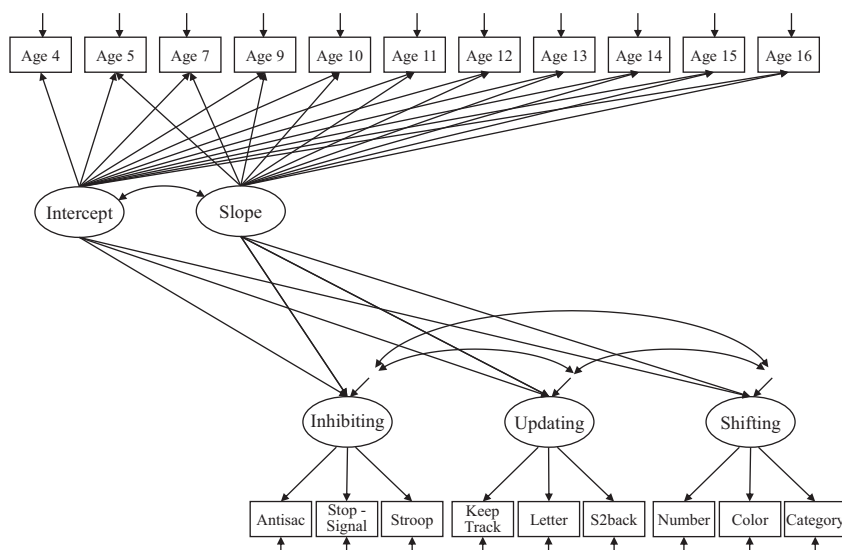 Age 4 Age 5 Age 7 Age 9 Age 10 Age 11 Age 12 Age 13 Age 14 Age 15 Age 16
Intercept Slope
Inhibiting Updating Shifting
Antisac
Stop -
Signal
Stroop
Keep
Track
Letter
S2back
Number
Color
Category